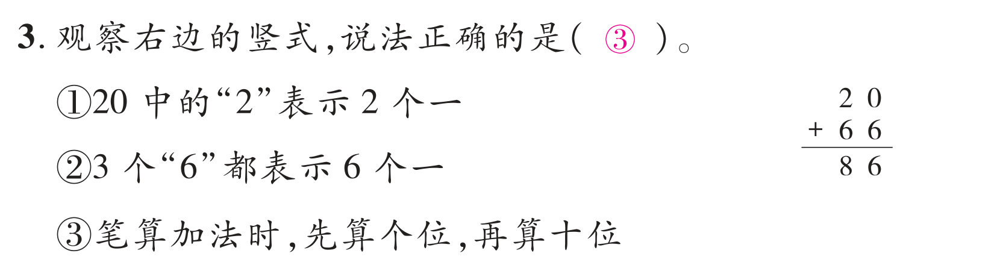 3. 观察右边的竖式,说法正确的是( ③ )。
①20 中的“2”表示 2 个一
②3 个“6”都表示 6 个一
③笔算加法时,先算个位,再算十位
2 0
+ 6 6
8 6